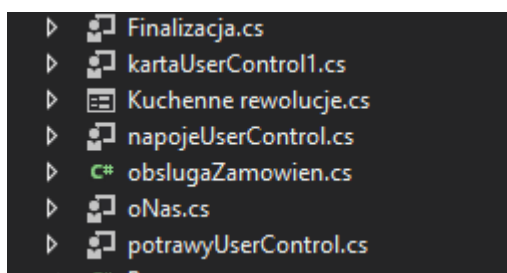 Finalizacja.cs
kartaUserControl1.cs
Kuchenne rewolucje.cs
napojeUserControl.cs
C# obslugaZamowien.cs
oNas.cs
potrawyUserControl.cs